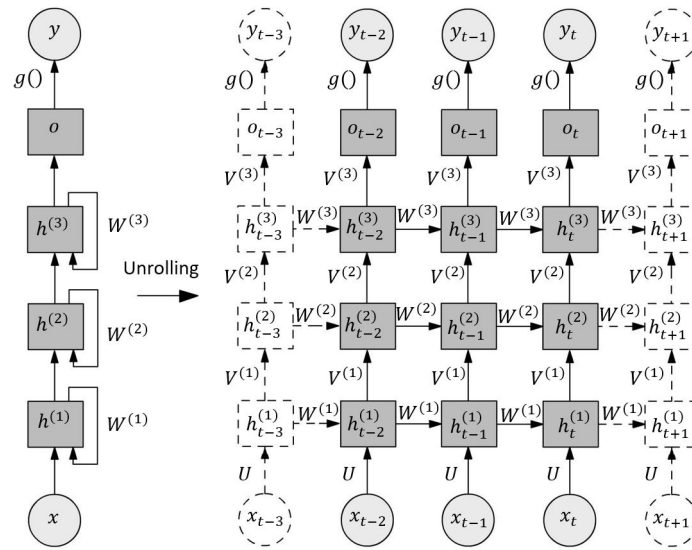 y y_{t-3} y_{t-2} y_{t-1} y_t y_{t+1}
g() g() g() g() g() g()
o o_{t-3} o_{t-2} o_{t-1} o_t o_{t+1}
V^{(3)} V^{(3)} V^{(3)} V^{(3)} V^{(3)}
h^{(3)} W^{(3)} h_{t-3}^{(3)} W^{(3)} h_{t-2}^{(3)} W^{(3)} h_{t-1}^{(3)} W^{(3)} h_t^{(3)} W^{(3)} h_{t+1}^{(3)}
Unrolling V^{(2)} V^{(2)} V^{(2)} V^{(2)} V^{(2)}
h^{(2)} W^{(2)} h_{t-3}^{(2)} W^{(2)} h_{t-2}^{(2)} W^{(2)} h_{t-1}^{(2)} W^{(2)} h_t^{(2)} W^{(2)} h_{t+1}^{(2)}
V^{(1)} V^{(1)} V^{(1)} V^{(1)} V^{(1)}
h^{(1)} W^{(1)} h_{t-3}^{(1)} W^{(1)} h_{t-2}^{(1)} W^{(1)} h_{t-1}^{(1)} W^{(1)} h_t^{(1)} W^{(1)} h_{t+1}^{(1)}
U U U U U
x x_{t-3} x_{t-2} x_{t-1} x_t x_{t+1}